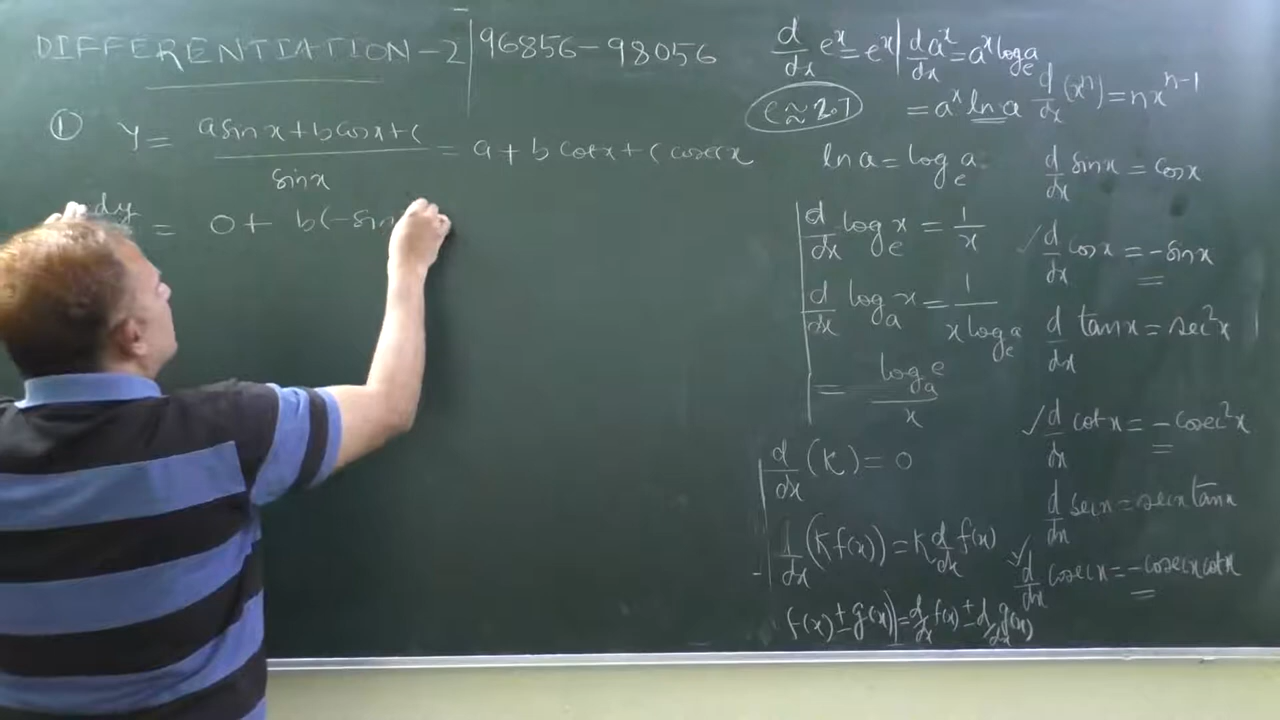 DIFFERENTIATION-2 | 96856-98056
① y = (a sin x + b cos x + c) / sin x = a + b cot x + c cosec x
dy = 0 + b(-sin
d/dx e^x = e^x | d/dx a^x = a^x log_e a
= a^x ln a
(e ≈ 2.7)
ln a = log_e a
d/dx log_e x = 1/x
d/dx log_a x = 1 / (x log_e a)
= log_a e / x
d/dx (K) = 0
d/dx (K f(x)) = K d/dx f(x)
f(x) ± g(x)) = d/dx f(x) ± d/dx g(x)
d/dx (x^n) = nx^{n-1}
d/dx sin x = cos x
✓ d/dx cos x = -sin x
d/dx tan x = sec²x
✓ d/dx cot x = -cosec²x
d/dx sec x = sec x tan x
✓ d/dx cosec x = -cosec x cot x